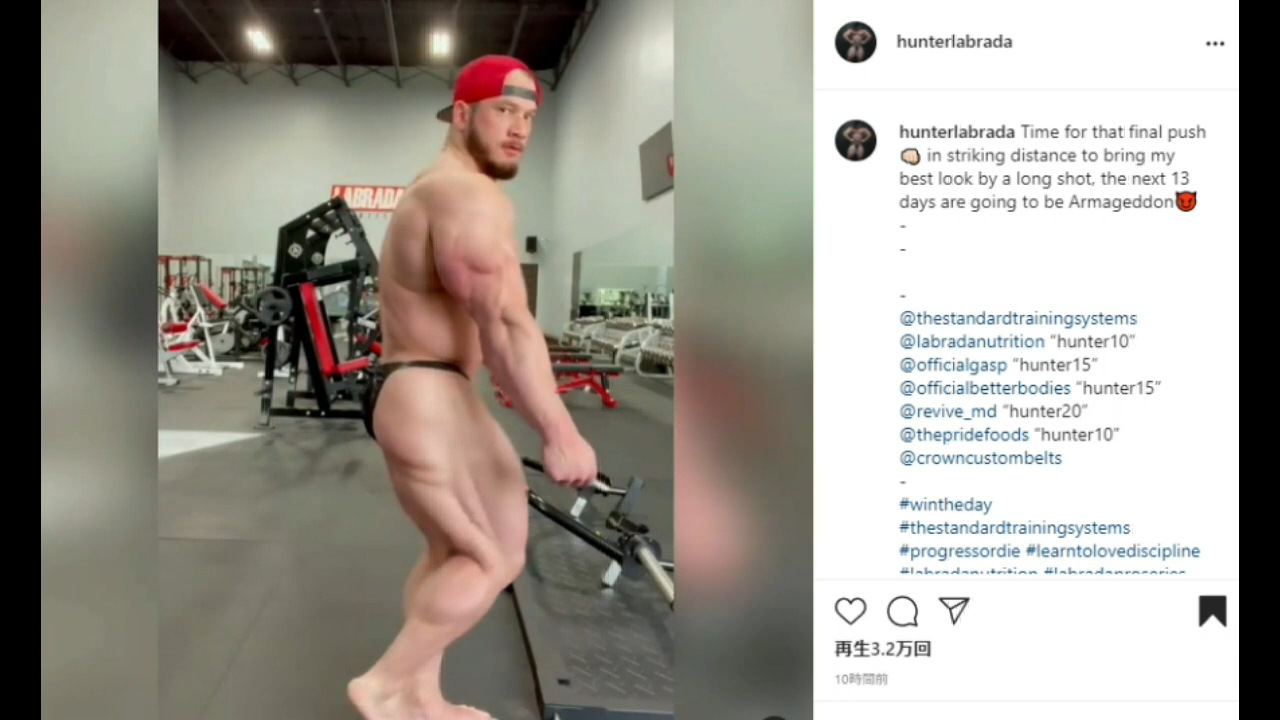 LABRADA
hunterlabrada
hunterlabrada Time for that final push
👊🏻 in striking distance to bring my
best look by a long shot, the next 13
days are going to be Armageddon😈
-
-
-
@thestandardtrainingsystems
@labradanutrition “hunter10”
@officialgasp “hunter15”
@officialbetterbodies “hunter15”
@revive_md “hunter20”
@thepridefoods “hunter10”
@crowncustombelts
-
#wintheday
#thestandardtrainingsystems
#progressordie #learntolovediscipline
#labradanutrition #labradaproseries
再生3.2万回
10時間前